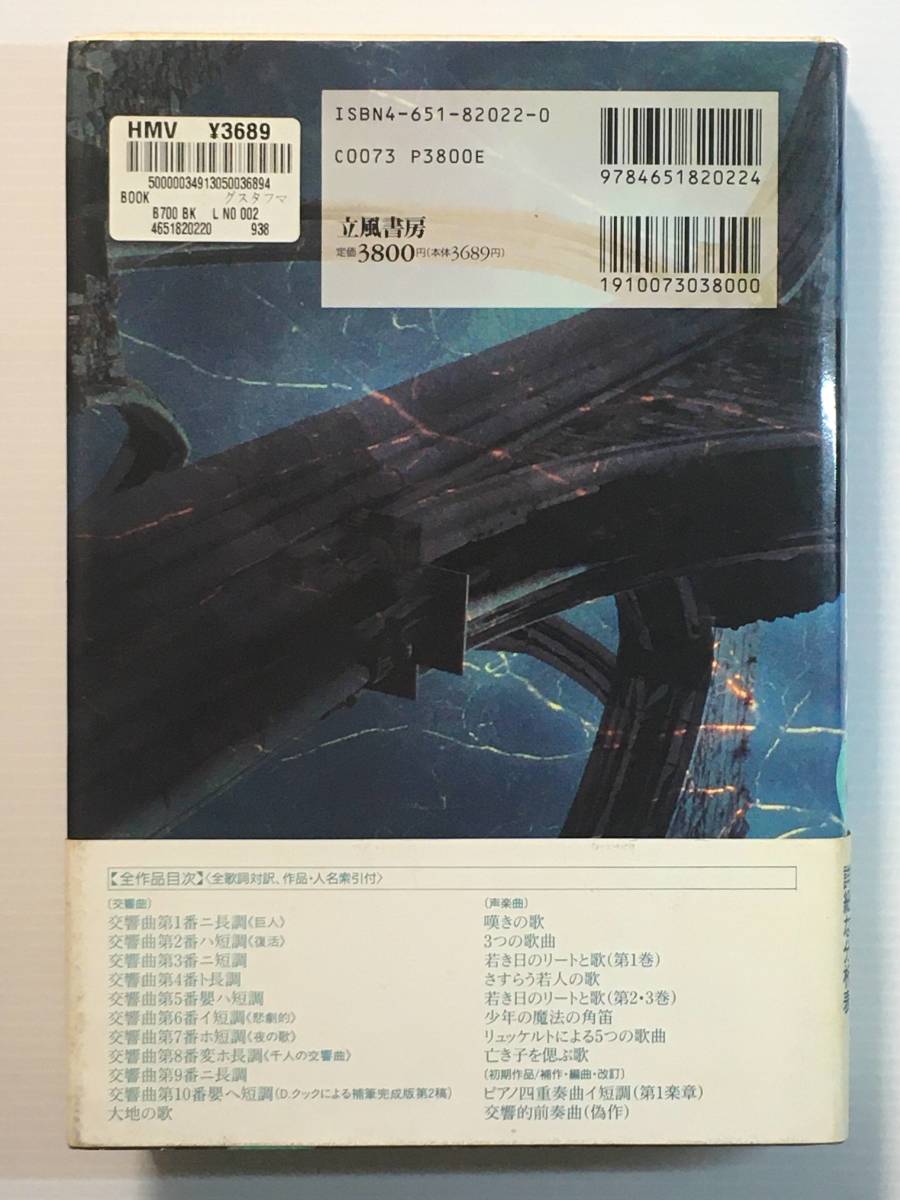 HMV ¥3689
50000034913050036894
BOOK グスタフマ
B700 BK L N0 002
4651820220 938
ISBN4-651-82022-0
C0073 P3800E
9784651820224
立風書房
定価3800円(本体3689円)
1910073038000
【全作品目次】〈全歌詞対訳、作品・人名索引付〉
(交響曲)
交響曲第1番ニ長調《巨人》
交響曲第2番ハ短調《復活》
交響曲第3番ニ短調
交響曲第4番ト長調
交響曲第5番嬰ハ短調
交響曲第6番イ短調《悲劇的》
交響曲第7番ホ短調《夜の歌》
交響曲第8番変ホ長調《千人の交響曲》
交響曲第9番ニ長調
交響曲第10番嬰ヘ短調(D.クックによる補筆完成版第2稿)
大地の歌
(声楽曲)
嘆きの歌
3つの歌曲
若き日のリートと歌(第1巻)
さすらう若人の歌
若き日のリートと歌(第2・3巻)
少年の魔法の角笛
リュッケルトによる5つの歌曲
亡き子を偲ぶ歌
(初期作品/補作・編曲・改訂)
ピアノ四重奏曲イ短調(第1楽章)
交響的前奏曲(偽作)